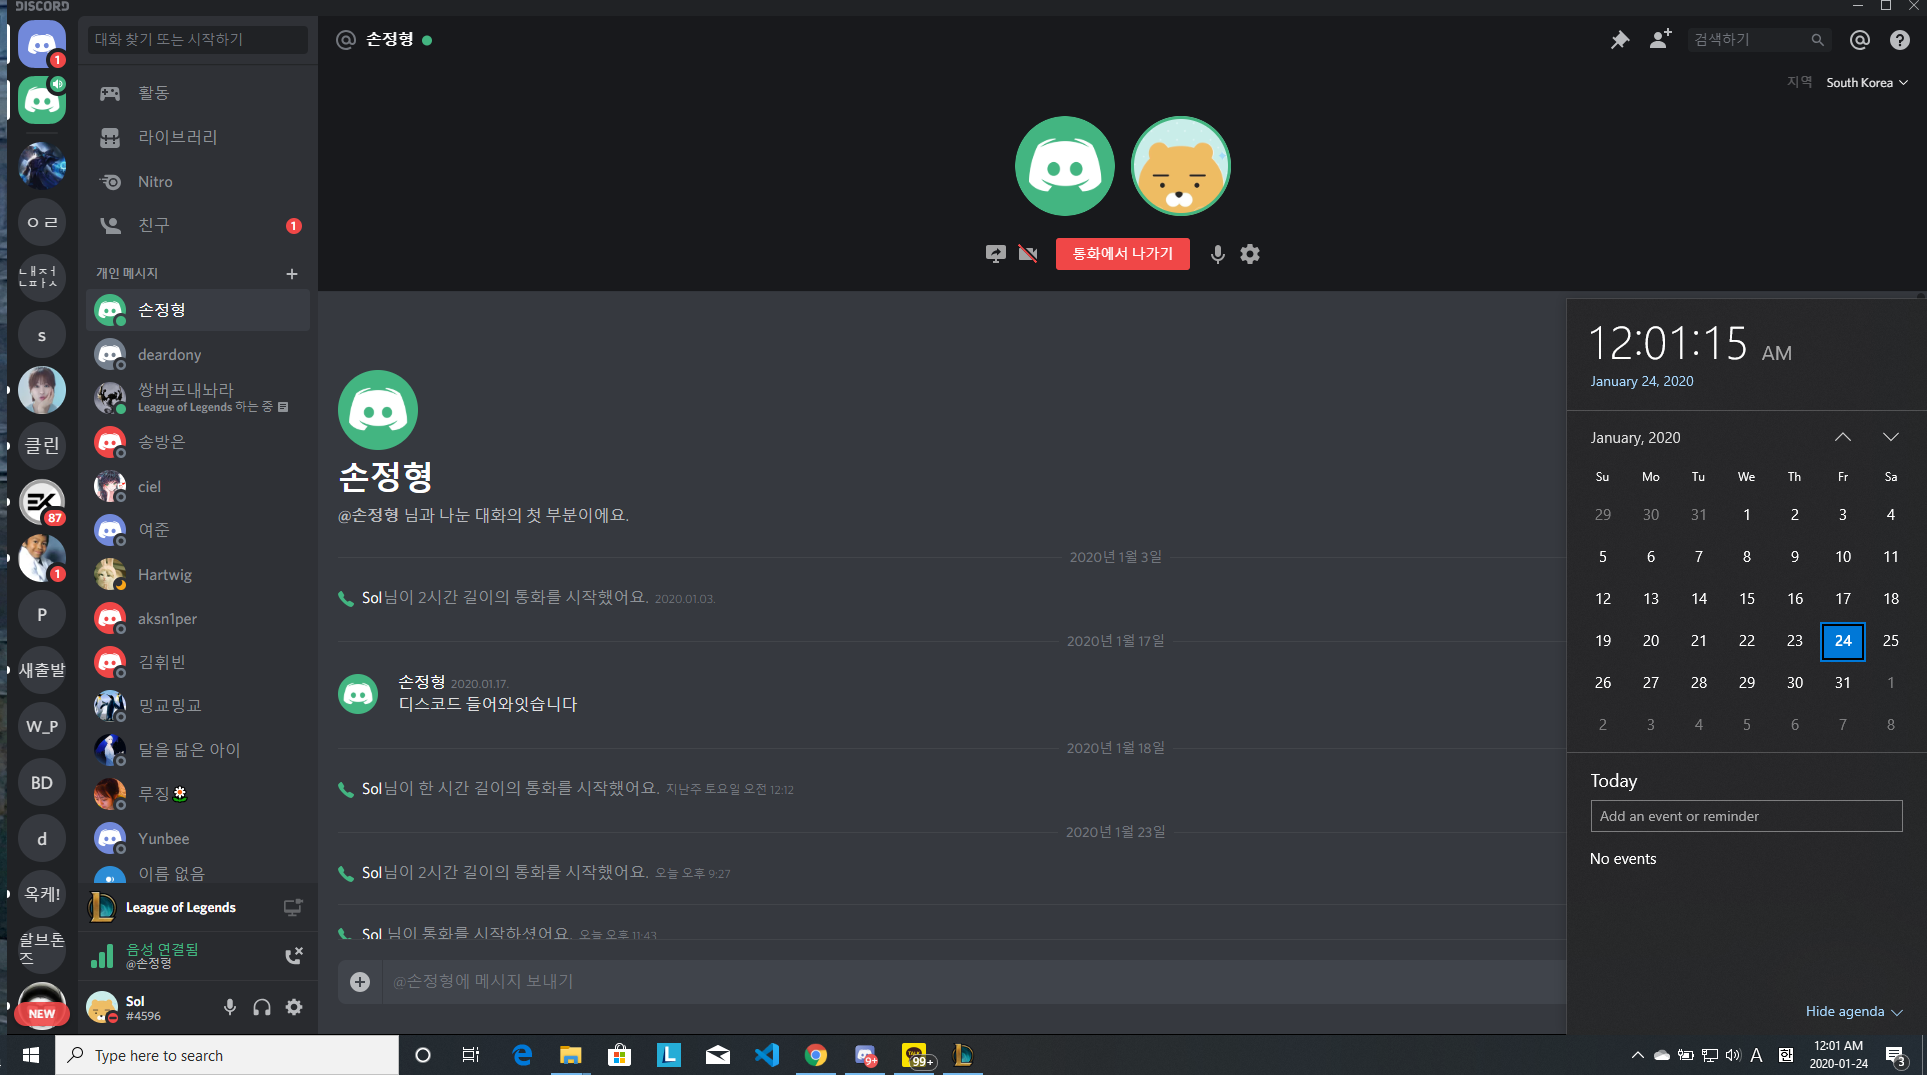 DISCORD
대화 찾기 또는 시작하기
@ 손정형
검색하기
지역 South Korea
통화에서 나가기
1
ㅇㄹ
s
클린
EK
87
1
P
새출발
W_P
BD
d
옥케!
NEW
활동
라이브러리
Nitro
친구 1
개인 메시지 +
손정형
deardony
쌍버프내놔라
League of Legends 하는 중
송방은
ciel
여준
Hartwig
aksn1per
김휘빈
밍교밍교
달을 닮은 아이
루징
Yunbee
이름 없음
League of Legends
음성 연결됨
@손정형
Sol
#4596
손정형
@손정형 님과 나눈 대화의 첫 부분이에요.
2020년 1월 3일
Sol님이 2시간 길이의 통화를 시작했어요. 2020.01.03.
2020년 1월 17일
손정형 2020.01.17.
디스코드 들어와잇습니다
2020년 1월 18일
Sol님이 한 시간 길이의 통화를 시작했어요. 지난주 토요일 오전 12:12
2020년 1월 23일
Sol님이 2시간 길이의 통화를 시작했어요. 오늘 오후 9:27
Sol 님이 통화를 시작하셨어요. 오늘 오후 11:43
@손정형에 메시지 보내기
12:01:15 AM
January 24, 2020
January, 2020
Su Mo Tu We Th Fr Sa
29 30 31 1 2 3 4
5 6 7 8 9 10 11
12 13 14 15 16 17 18
19 20 21 22 23 24 25
26 27 28 29 30 31 1
2 3 4 5 6 7 8
Today
Add an event or reminder
No events
Hide agenda
Type here to search
L
9+
TALK
99+
A
12:01 AM
2020-01-24
3